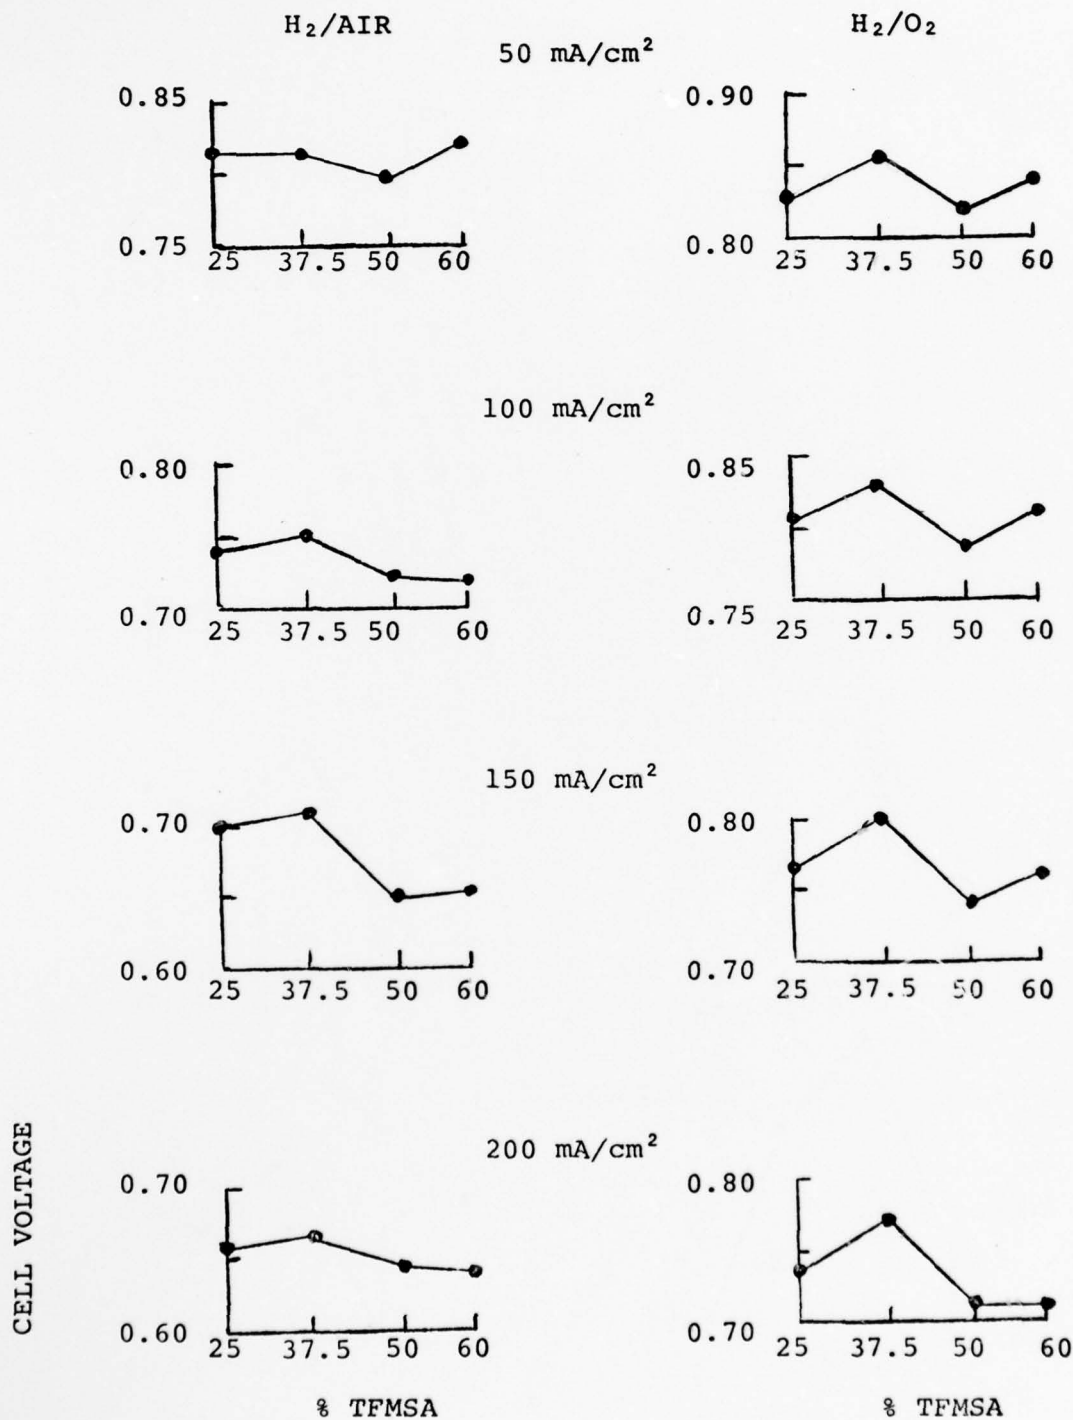 H₂/AIR H₂/O₂
50 mA/cm²
0.85 0.90
0.75 0.80
25 37.5 50 60 25 37.5 50 60
100 mA/cm²
0.80 0.85
0.70 0.75
25 37.5 50 60 25 37.5 50 60
150 mA/cm²
0.70 0.80
0.60 0.70
25 37.5 50 60 25 37.5 50 60
200 mA/cm²
0.70 0.80
0.60 0.70
25 37.5 50 60 25 37.5 50 60
CELL VOLTAGE
% TFMSA % TFMSA